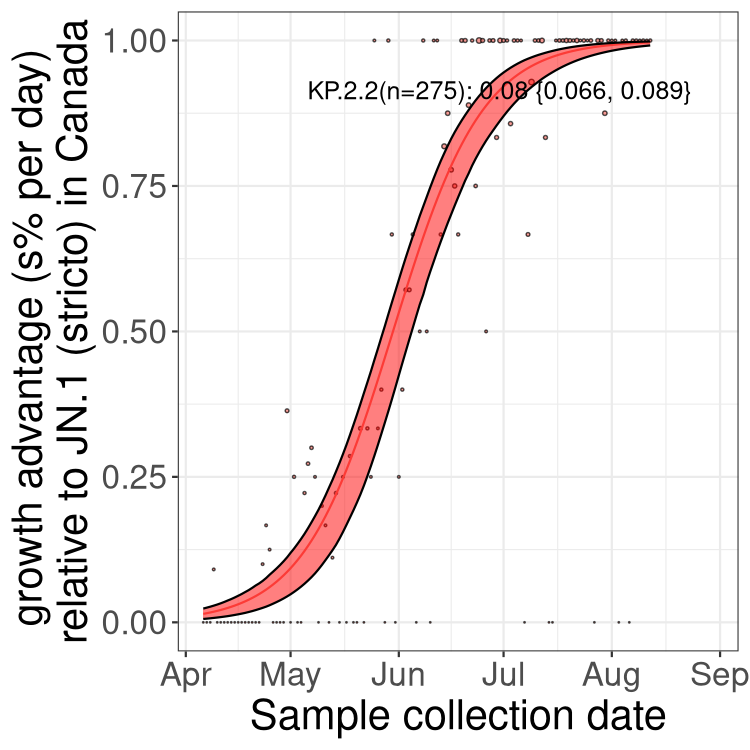 growth advantage (s% per day)
relative to JN.1 (stricto) in Canada
1.00
0.75
0.50
0.25
0.00
KP.2.2(n=275): 0.08 {0.066, 0.089}
Apr May Jun Jul Aug Sep
Sample collection date